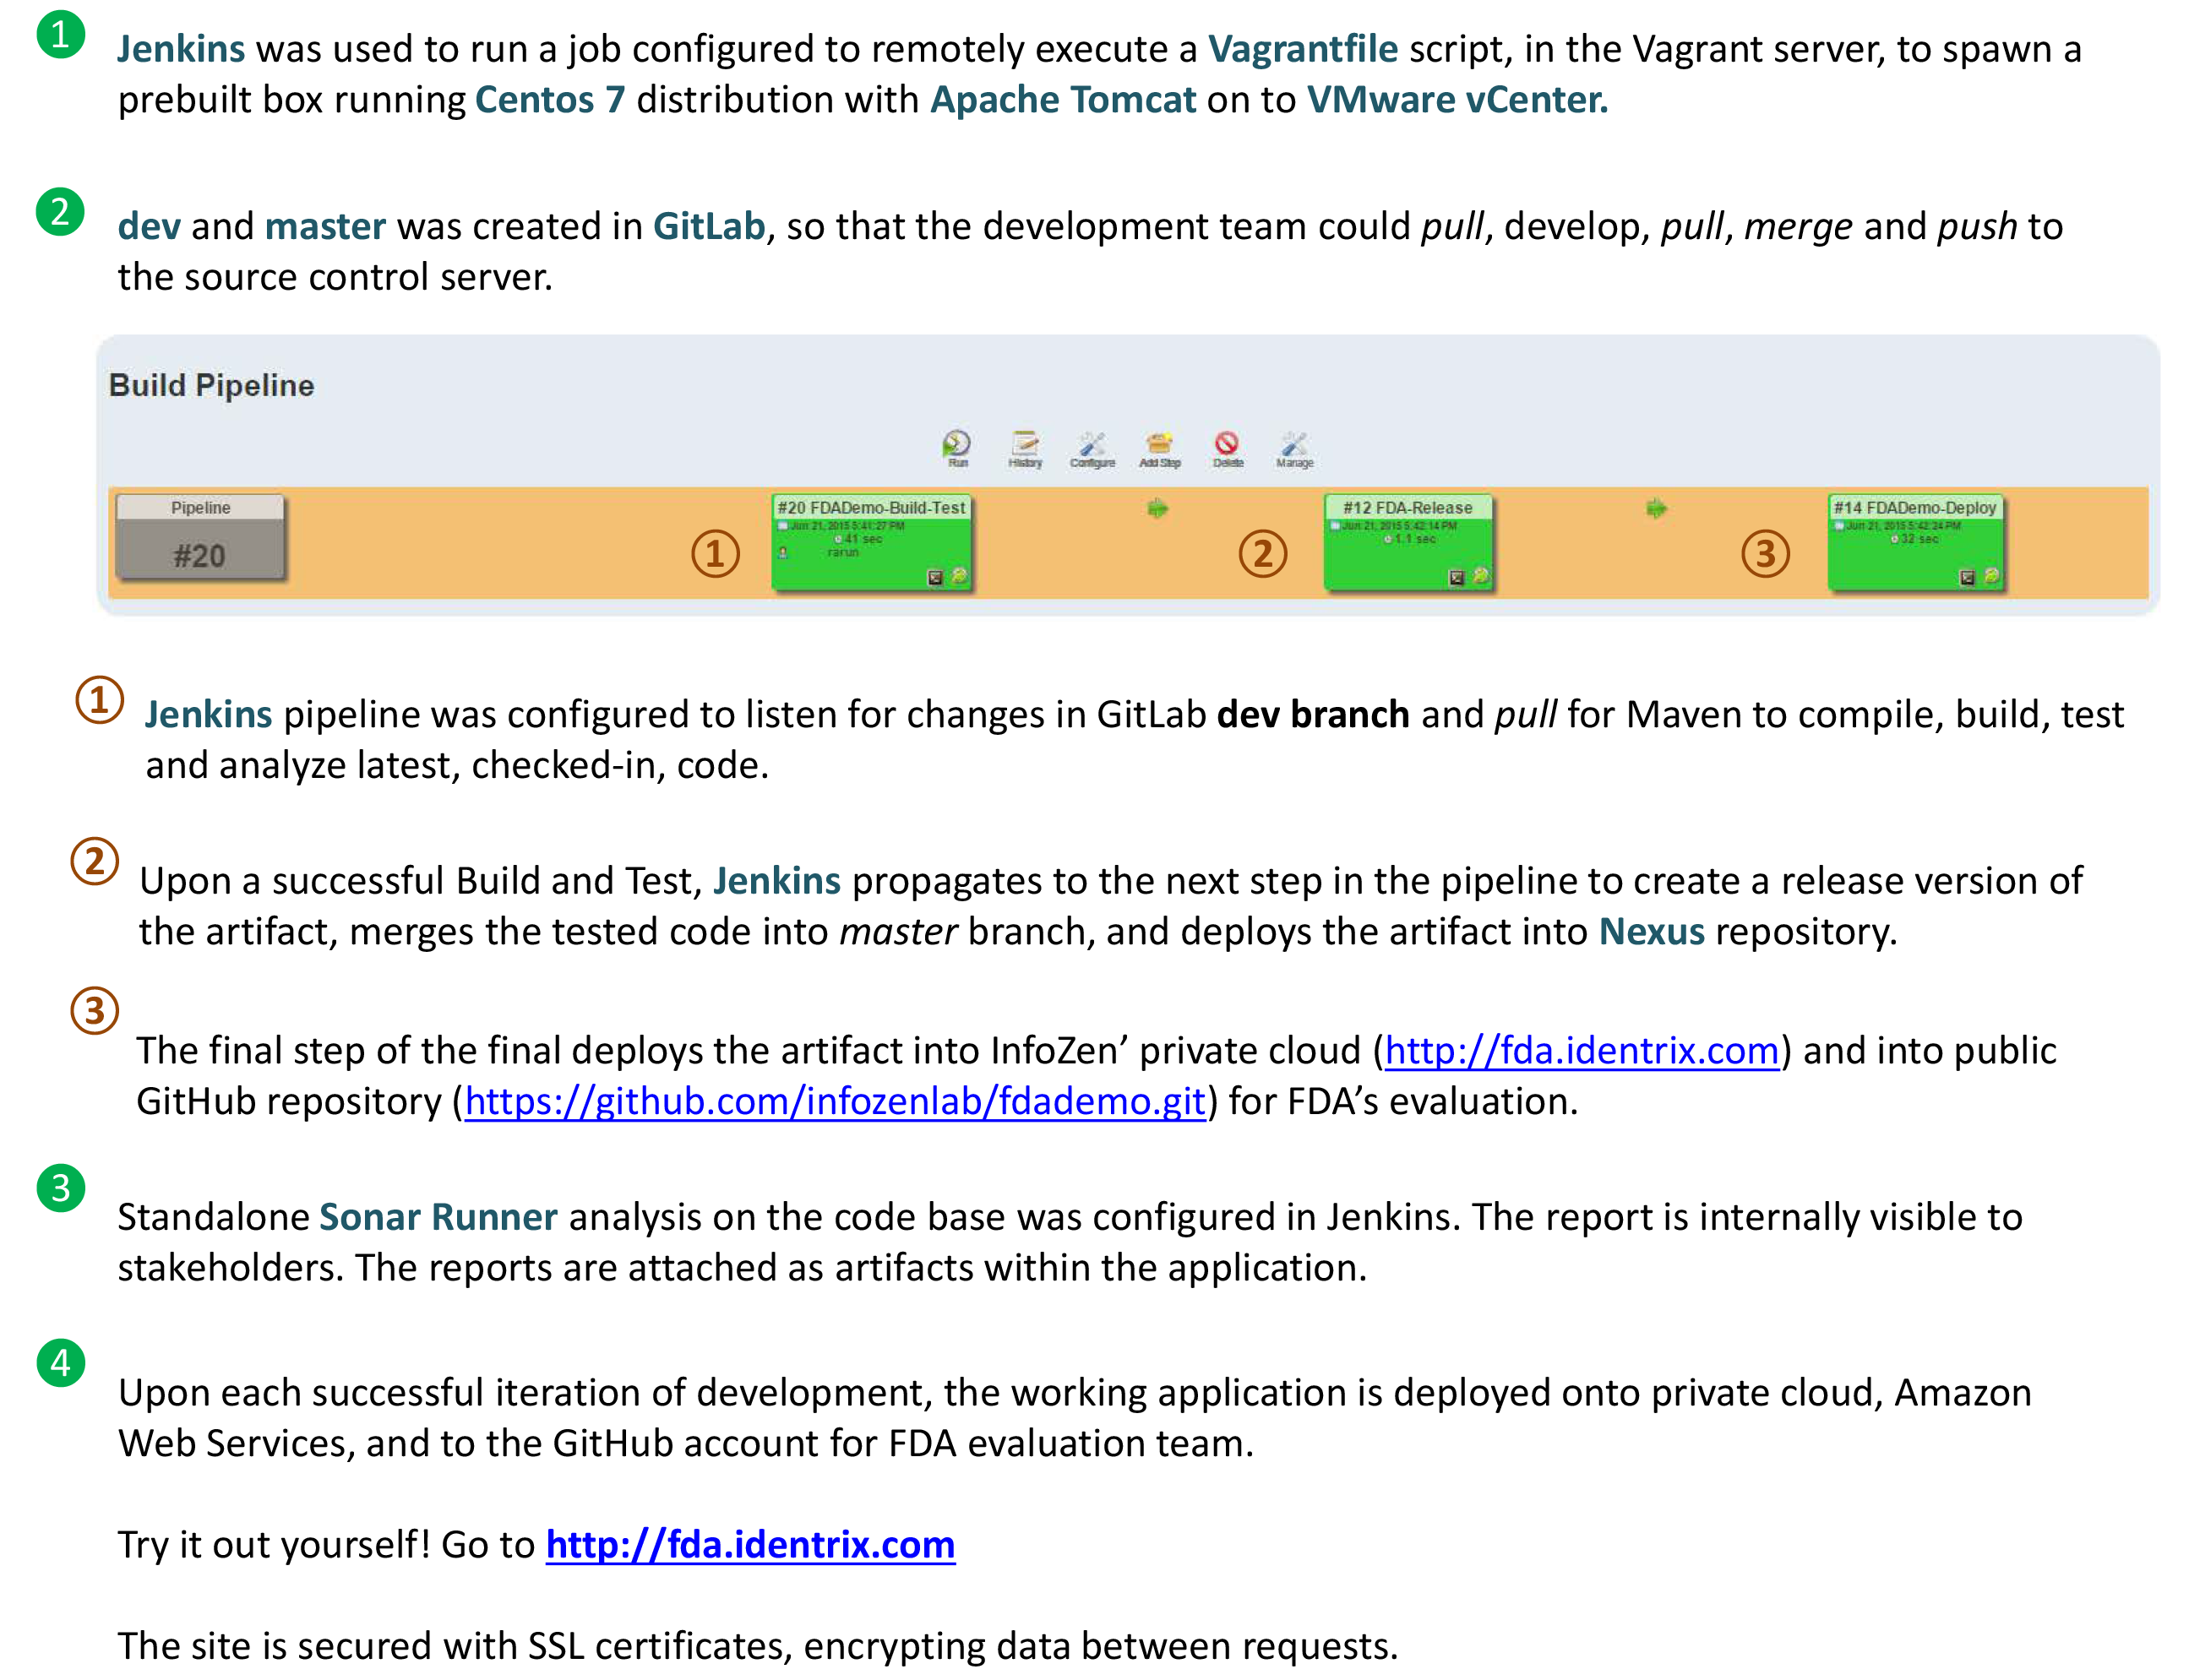 1
Jenkins was used to run a job configured to remotely execute a Vagrantfile script, in the Vagrant server, to spawn a
prebuilt box running Centos 7 distribution with Apache Tomcat on to VMware vCenter.
2
dev and master was created in GitLab, so that the development team could pull, develop, pull, merge and push to
the source control server.
Build Pipeline
Run History Configure Add Step Delete Manage
Pipeline
#20
1
#20 FDADemo-Build-Test
Jun 21, 2015 5:41:27 PM
41 sec
rarun
2
#12 FDA-Release
Jun 21, 2015 5:42:14 PM
1.1 sec
3
#14 FDADemo-Deploy
Jun 21, 2015 5:42:24 PM
32 sec
1
Jenkins pipeline was configured to listen for changes in GitLab dev branch and pull for Maven to compile, build, test
and analyze latest, checked-in, code.
2
Upon a successful Build and Test, Jenkins propagates to the next step in the pipeline to create a release version of
the artifact, merges the tested code into master branch, and deploys the artifact into Nexus repository.
3
The final step of the final deploys the artifact into InfoZen’ private cloud (http://fda.identrix.com) and into public
GitHub repository (https://github.com/infozenlab/fdademo.git) for FDA’s evaluation.
3
Standalone Sonar Runner analysis on the code base was configured in Jenkins. The report is internally visible to
stakeholders. The reports are attached as artifacts within the application.
4
Upon each successful iteration of development, the working application is deployed onto private cloud, Amazon
Web Services, and to the GitHub account for FDA evaluation team.
Try it out yourself! Go to http://fda.identrix.com
The site is secured with SSL certificates, encrypting data between requests.